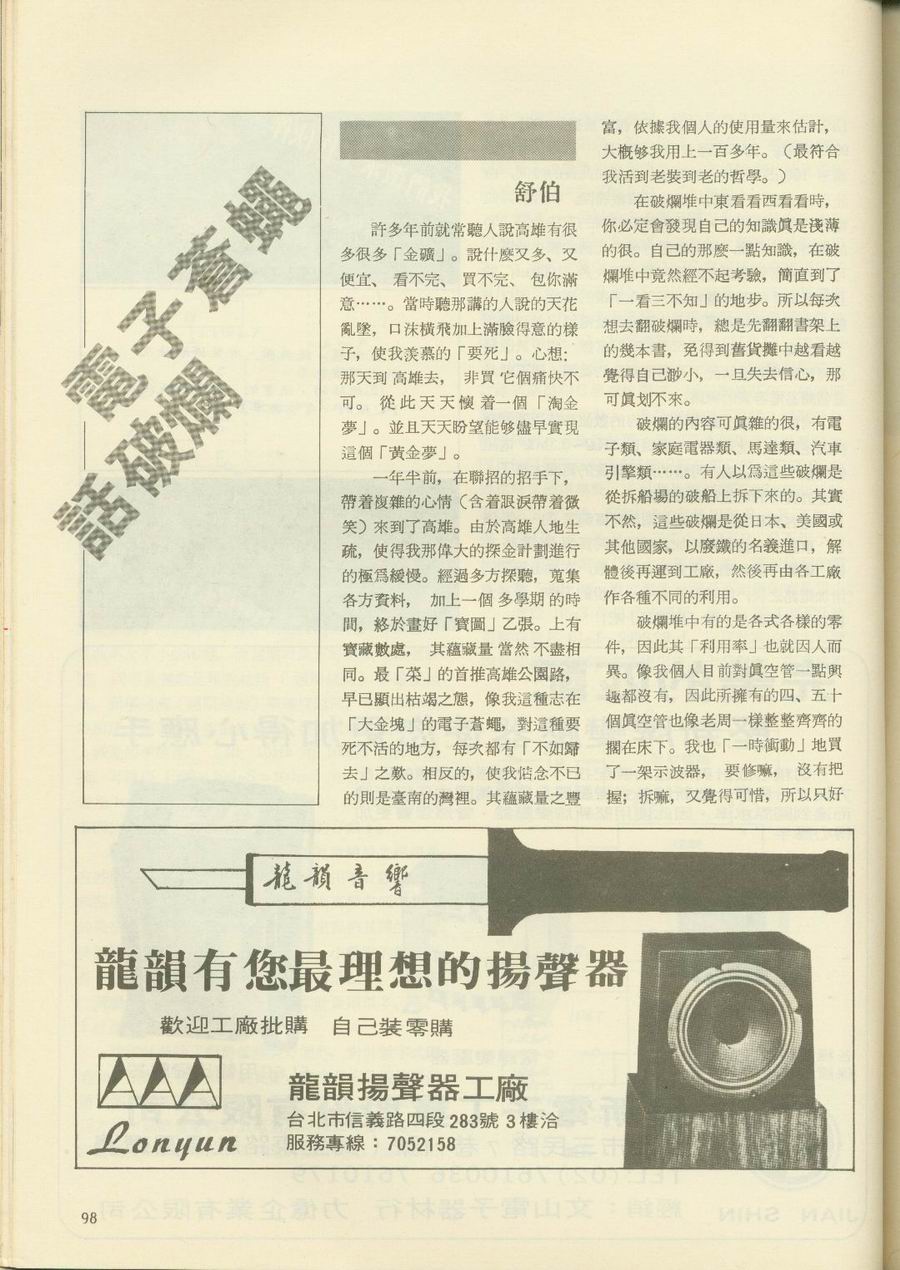 電子蒼蠅
話破爛
舒伯
許多年前就常聽人說高雄有很
多很多「金礦」。說什麽又多、又
便宜、看不完、買不完、包你滿
意……。當時聽那講的人說的天花
亂墜，口沫橫飛加上滿臉得意的樣
子，使我羨慕的「要死」。心想：
那天到高雄去，非買它個痛快不
可。從此天天懷着一個「淘金
夢」。並且天天盼望能够儘早實現
這個「黃金夢」。
一年半前，在聯招的招手下，
帶着複雜的心情（含着眼淚帶着微
笑）來到了高雄。由於高雄人地生
疏，使得我那偉大的探金計劃進行
的極爲緩慢。經過多方探聽，蒐集
各方資料，加上一個多學期的時
間，終於畫好「寶圖」乙張。上有
寶藏數處，其蘊藏量當然不盡相
同。最「菜」的首推高雄公園路，
早已顯出枯竭之態，像我這種志在
「大金塊」的電子蒼蠅，對這種要
死不活的地方，每次都有「不如歸
去」之歎。相反的，使我惦念不已
的則是臺南的灣裡。其蘊藏量之豐
富，依據我個人的使用量來估計，
大概够我用上一百多年。（最符合
我活到老裝到老的哲學。）
在破爛堆中東看看西看看時，
你必定會發現自己的知識眞是淺薄
的很。自己的那麽一點知識，在破
爛堆中竟然經不起考驗，簡直到了
「一看三不知」的地步。所以每次
想去翻破爛時，總是先翻翻書架上
的幾本書，免得到舊貨攤中越看越
覺得自己渺小，一旦失去信心，那
可眞划不來。
破爛的內容可眞雜的很，有電
子類、家庭電器類、馬達類、汽車
引擎類……。有人以爲這些破爛是
從拆船場的破船上拆下來的。其實
不然，這些破爛是從日本、美國或
其他國家，以廢鐵的名義進口，解
體後再運到工廠，然後再由各工廠
作各種不同的利用。
破爛堆中有的是各式各樣的零
件，因此其「利用率」也就因人而
異。像我個人目前對眞空管一點興
趣都沒有，因此所擁有的四、五十
個眞空管也像老周一樣整整齊齊的
擱在床下。我也「一時衝動」地買
了一架示波器，要修嘛，沒有把
握；拆嘛，又覺得可惜，所以只好
龍韻音響
龍韻有您最理想的揚聲器
歡迎工廠批購 自己裝零購
Lonyun
龍韻揚聲器工廠
台北市信義路四段283號3樓洽
服務專線：7052158
98